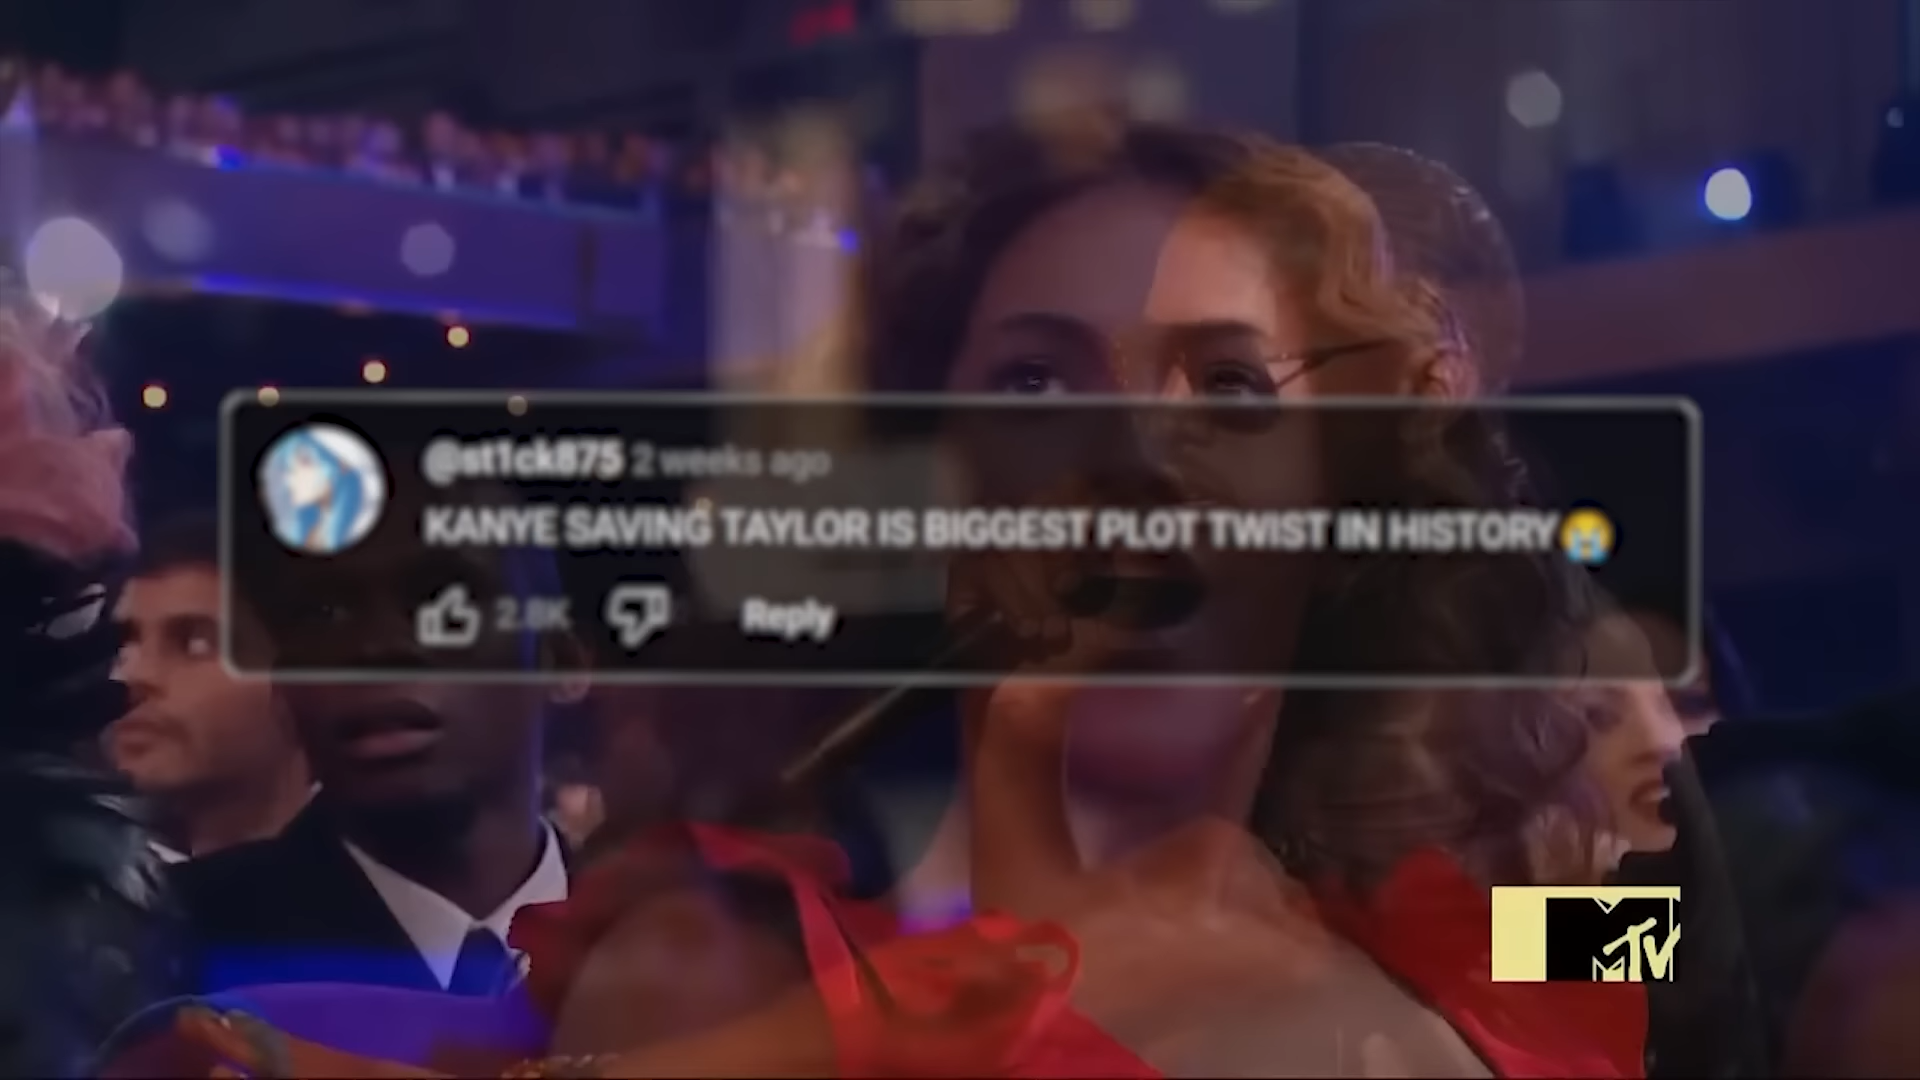 @st1ck875 2 weeks ago
KANYE SAVING TAYLOR IS BIGGEST PLOT TWIST IN HISTORY😭
2.8K Reply
MTV